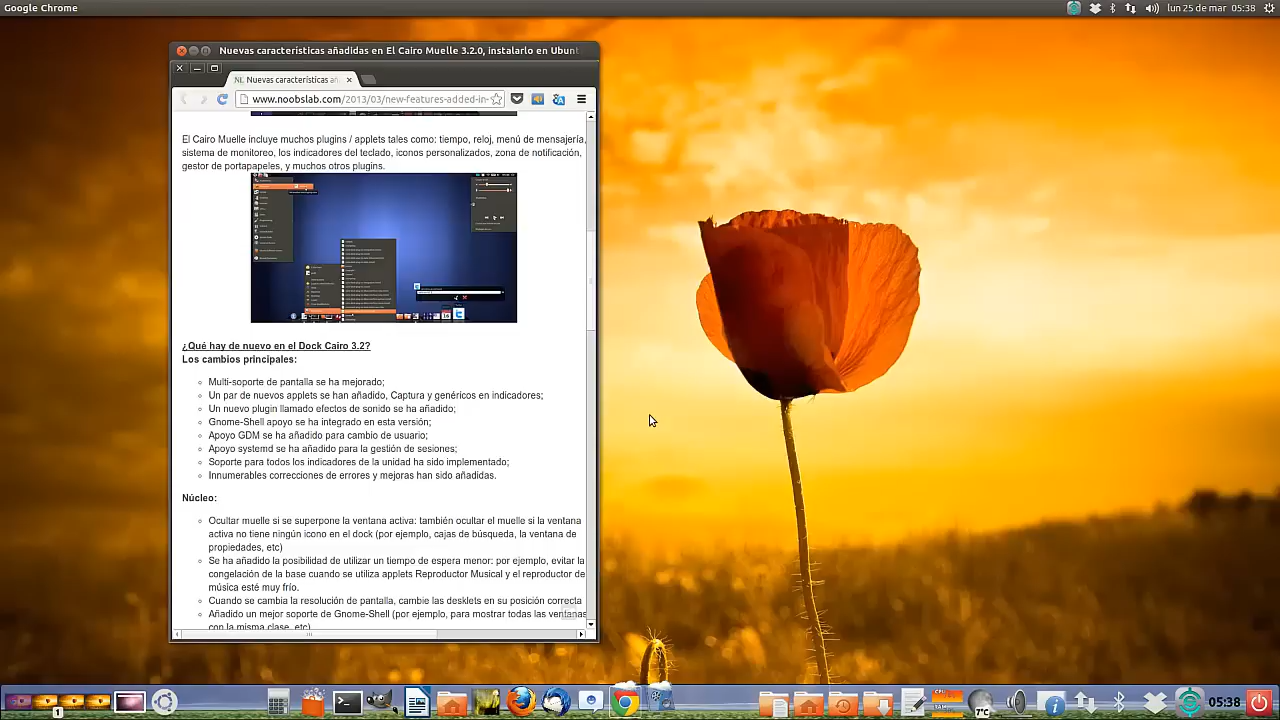 Google Chrome
lun 25 de mar 05:38
Nuevas características añadidas en El Cairo Muelle 3.2.0, instalarlo en Ubunt
NL Nuevas características aña
www.noobslab.com/2013/03/new-features-added-in-
El Cairo Muelle incluye muchos plugins / applets tales como: tiempo, reloj, menú de mensajería,
sistema de monitoreo, los indicadores del teclado, iconos personalizados, zona de notificación,
gestor de portapapeles, y muchos otros plugins.
¿Qué hay de nuevo en el Dock Cairo 3.2?
Los cambios principales:
Multi-soporte de pantalla se ha mejorado;
Un par de nuevos applets se han añadido, Captura y genéricos en indicadores;
Un nuevo plugin llamado efectos de sonido se ha añadido;
Gnome-Shell apoyo se ha integrado en esta versión;
Apoyo GDM se ha añadido para cambio de usuario;
Apoyo systemd se ha añadido para la gestión de sesiones;
Soporte para todos los indicadores de la unidad ha sido implementado;
Innumerables correcciones de errores y mejoras han sido añadidas.
Núcleo:
Ocultar muelle si se superpone la ventana activa: también ocultar el muelle si la ventana
activa no tiene ningún icono en el dock (por ejemplo, cajas de búsqueda, la ventana de
propiedades, etc)
Se ha añadido la posibilidad de utilizar un tiempo de espera menor: por ejemplo, evitar la
congelación de la base cuando se utiliza applets Reproductor Musical y el reproductor de
música esté muy frío.
Cuando se cambia la resolución de pantalla, cambie las desklets en su posición correcta
Añadido un mejor soporte de Gnome-Shell (por ejemplo, para mostrar todas las ventanas
con la misma clase, etc)
1
CPU
RAM
7°C
05:38